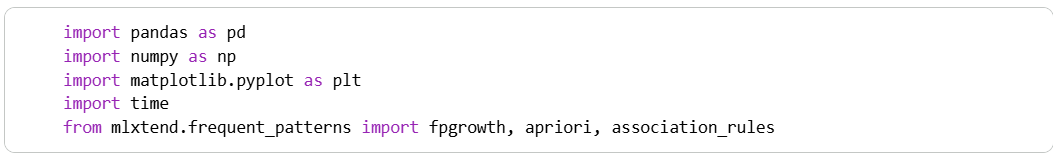 import pandas as pd
import numpy as np
import matplotlib.pyplot as plt
import time
from mlxtend.frequent_patterns import fpgrowth, apriori, association_rules